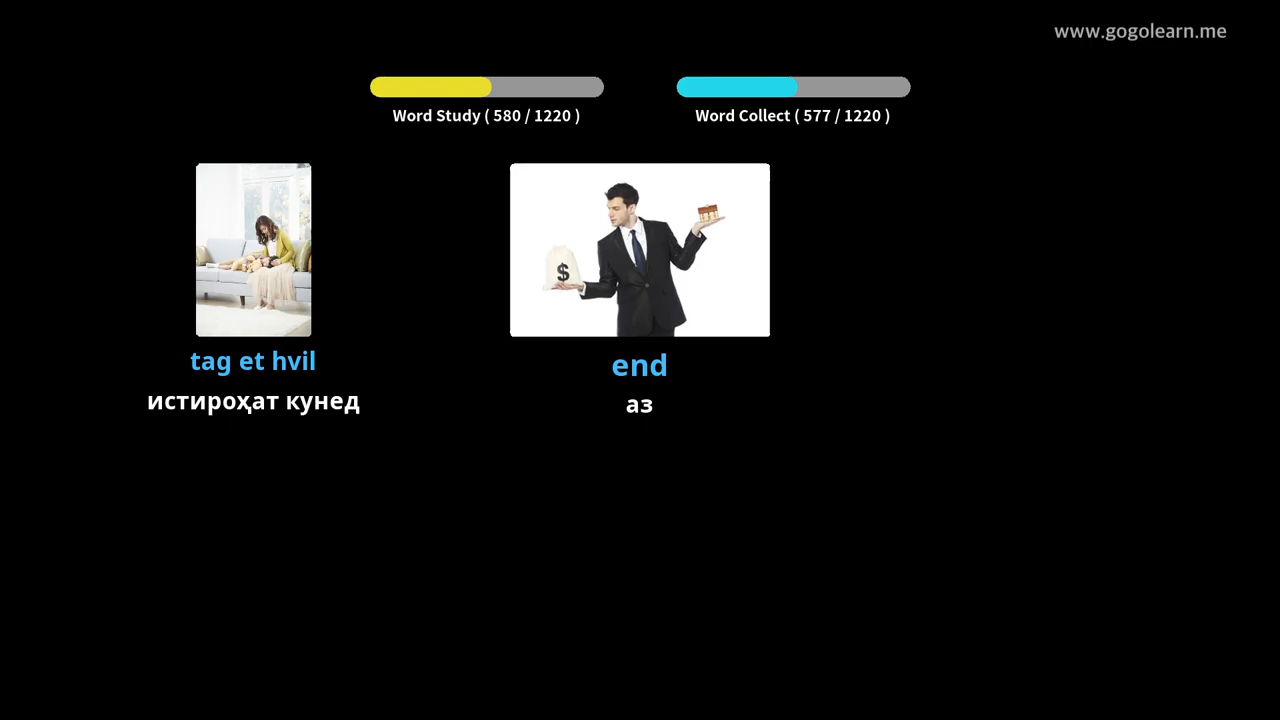 www.gogolearn.me
Word Study ( 580 / 1220 )
Word Collect ( 577 / 1220 )
$
tag et hvil
истироҳат кунед
end
аз